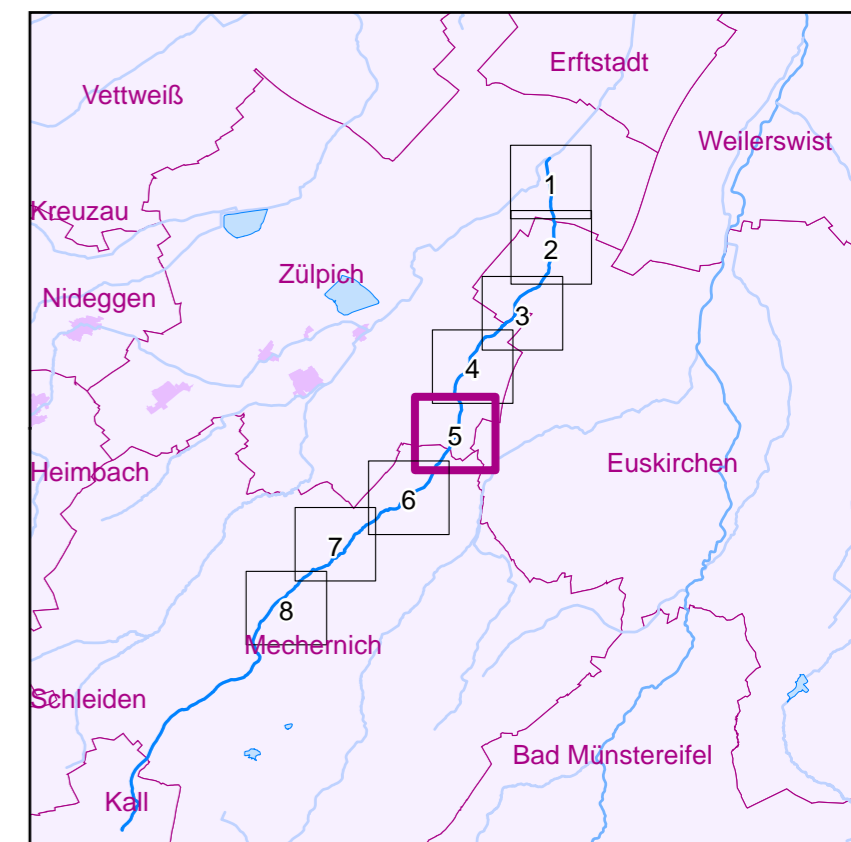 Erftstadt
Vettweiß
Weilerswist
1
Kreuzau
2
Zülpich
Nideggen
3
4
5
Euskirchen
Heimbach
6
7
8
Mechernich
Schleiden
Bad Münstereifel
Kall